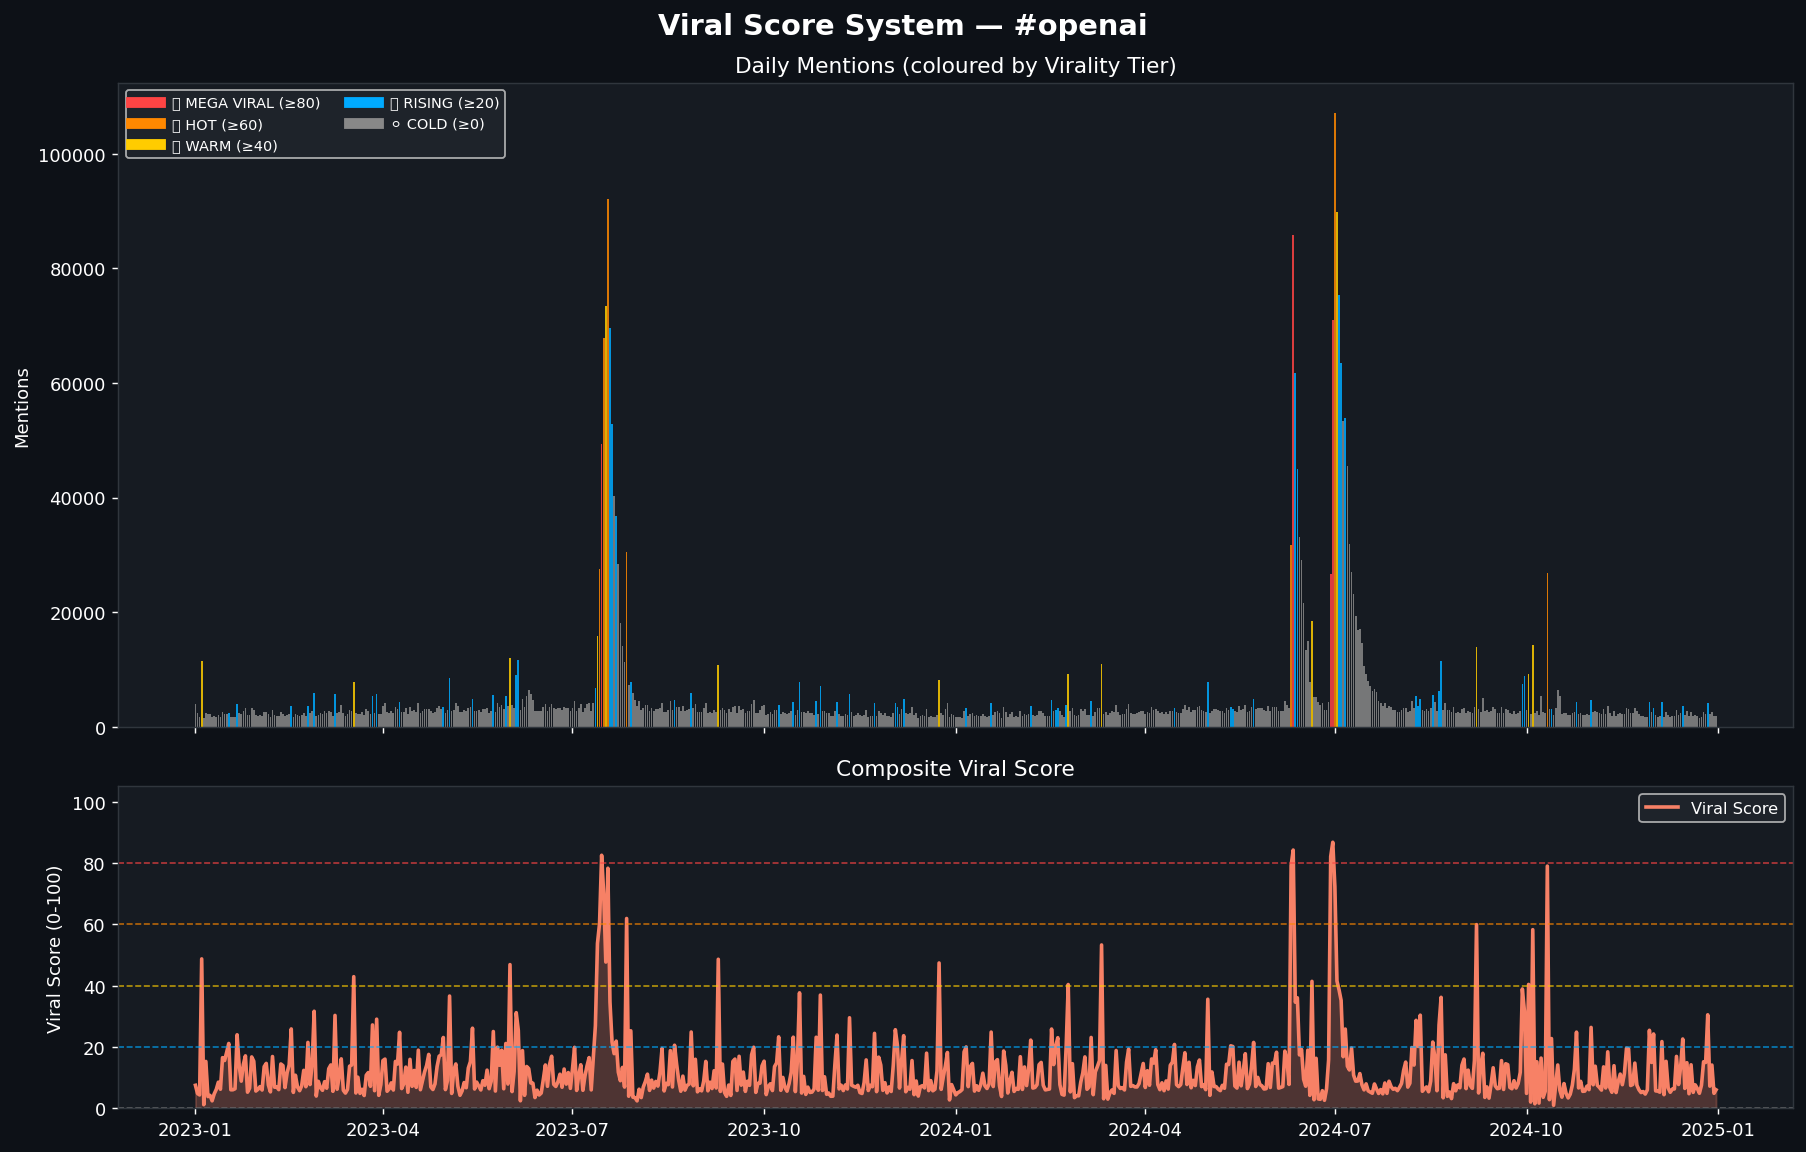 Viral Score System — #openai
Daily Mentions (coloured by Virality Tier)
MEGA VIRAL (≥80)
HOT (≥60)
WARM (≥40)
RISING (≥20)
⚬ COLD (≥0)
Mentions
100000
80000
60000
40000
20000
0
Composite Viral Score
Viral Score
Viral Score (0-100)
100
80
60
40
20
0
2023-01 2023-04 2023-07 2023-10 2024-01 2024-04 2024-07 2024-10 2025-01